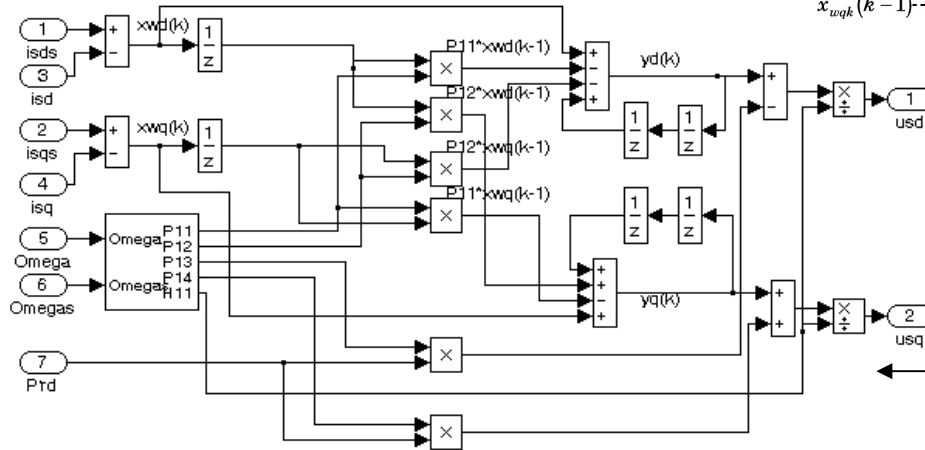 x_wqk(k−1)
1
isds
3
isd
2
isqs
4
isq
5
Omega
6
Omegas
7
Prd
+
−
+
−
xwd(k)
xwq(k)
1
z
1
z
Omega
Omegas
P11
P12
P13
P14
H11
P11*xwd(k-1)
×
P12*xwd(k-1)
×
P12*xwq(k-1)
×
P11*xwq(k-1)
×
×
×
+
−
−
+
yd(k)
1
z
1
z
1
z
1
z
+
+
−
+
yq(k)
+
−
+
+
×
÷
×
÷
1
usd
2
usq